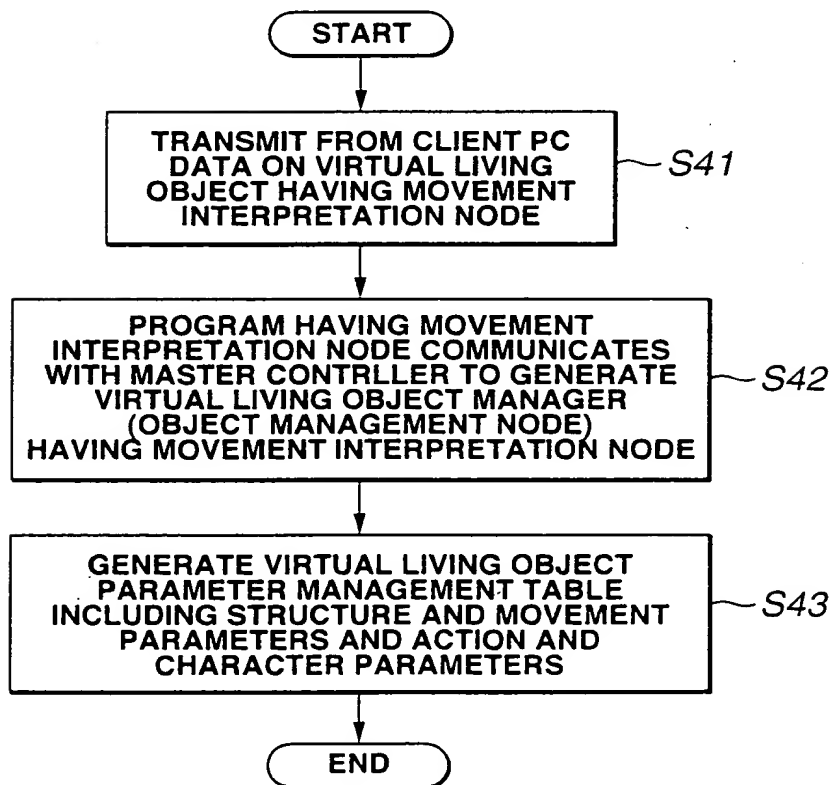 START
TRANSMIT FROM CLIENT PC
DATA ON VIRTUAL LIVING
OBJECT HAVING MOVEMENT
INTERPRETATION NODE
S41
PROGRAM HAVING MOVEMENT
INTERPRETATION NODE COMMUNICATES
WITH MASTER CONTRLLER TO GENERATE
VIRTUAL LIVING OBJECT MANAGER
(OBJECT MANAGEMENT NODE)
HAVING MOVEMENT INTERPRETATION NODE
S42
GENERATE VIRTUAL LIVING OBJECT
PARAMETER MANAGEMENT TABLE
INCLUDING STRUCTURE AND MOVEMENT
PARAMETERS AND ACTION AND
CHARACTER PARAMETERS
S43
END